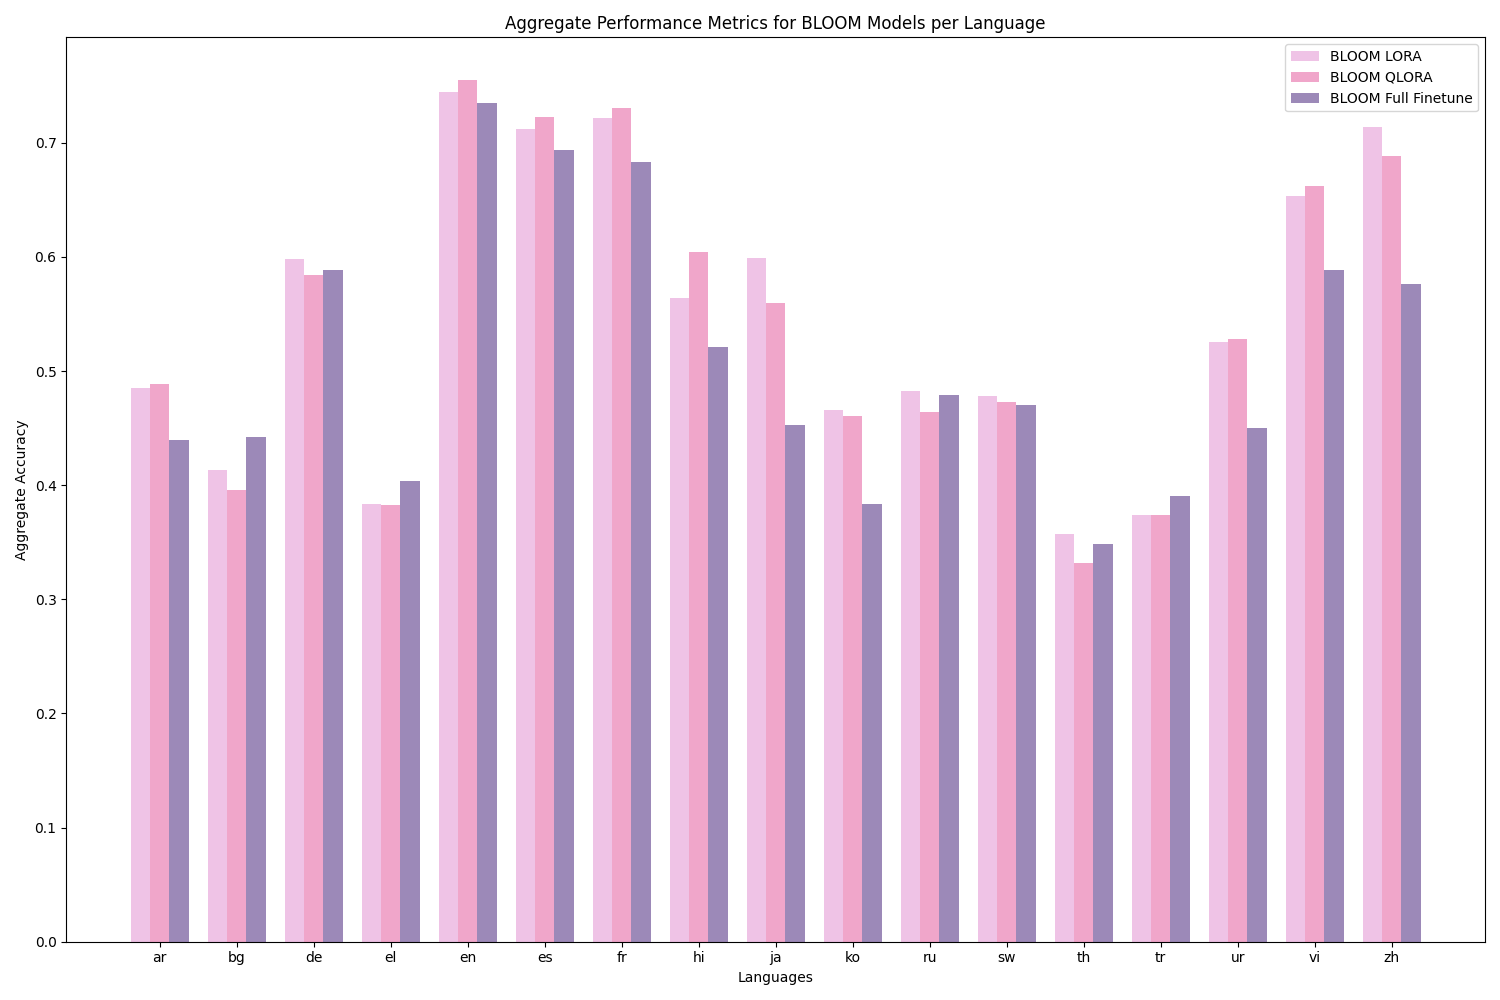 Aggregate Performance Metrics for BLOOM Models per Language
BLOOM LORA
BLOOM QLORA
BLOOM Full Finetune
Aggregate Accuracy
0.7
0.6
0.5
0.4
0.3
0.2
0.1
0.0
ar bg de el en es fr hi ja ko ru sw th tr ur vi zh
Languages